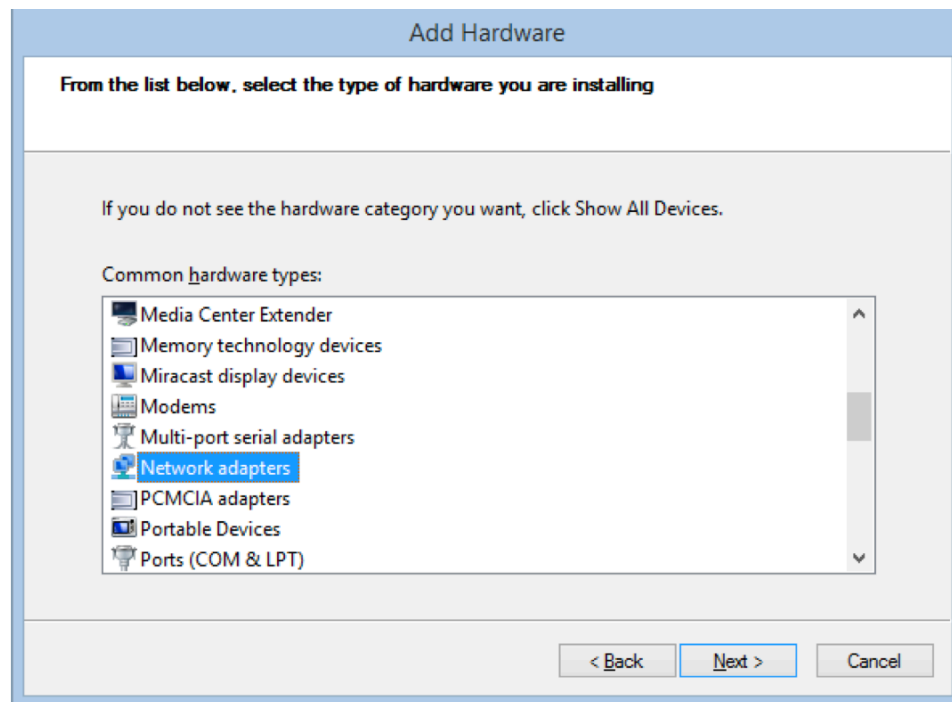 Add Hardware
From the list below, select the type of hardware you are installing
If you do not see the hardware category you want, click Show All Devices.
Common hardware types:
Media Center Extender
Memory technology devices
Miracast display devices
Modems
Multi-port serial adapters
Network adapters
PCMCIA adapters
Portable Devices
Ports (COM & LPT)
< Back Next > Cancel